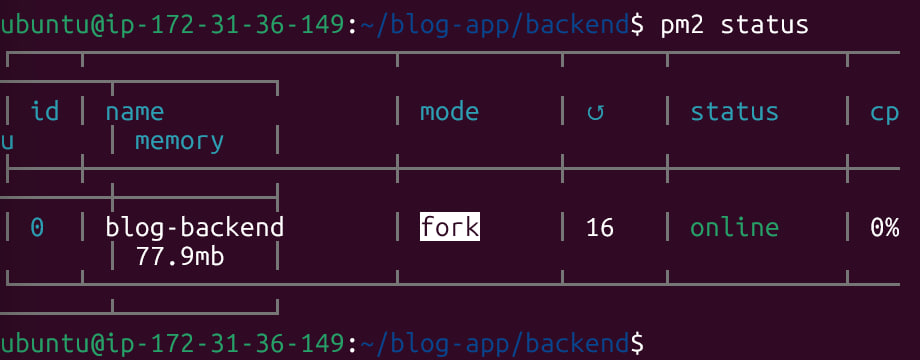 ubuntu@ip-172-31-36-149:~/blog-app/backend$ pm2 status
id name mode ↺ status cp
u memory
0 blog-backend fork 16 online 0%
77.9mb
ubuntu@ip-172-31-36-149:~/blog-app/backend$